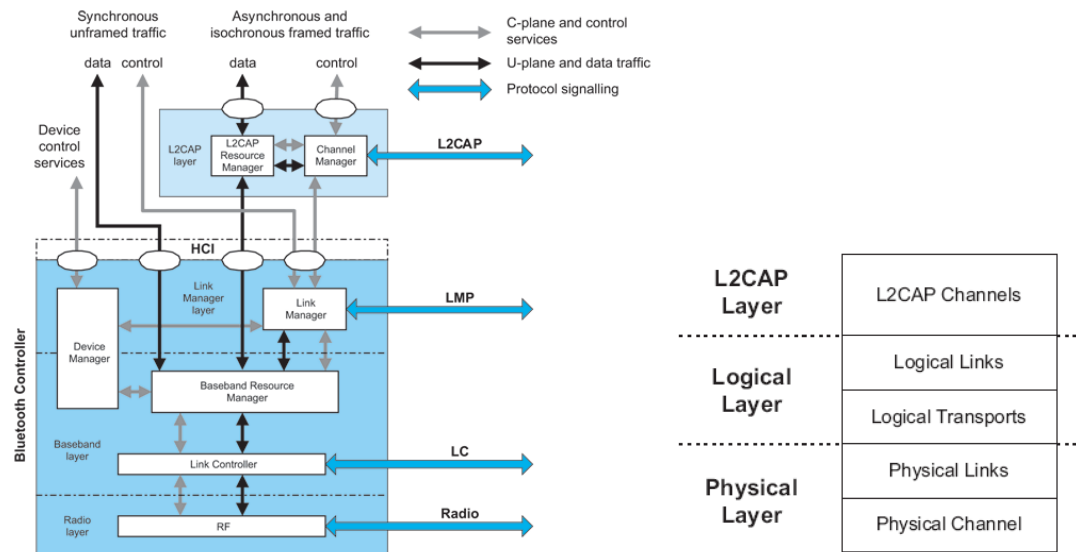 Synchronous
unframed traffic
Asynchronous and
isochronous framed traffic
C-plane and control
services
U-plane and data traffic
Protocol signalling
data
control
data
control
Device
control
services
L2CAP
layer
L2CAP
Resource
Manager
Channel
Manager
L2CAP
HCI
Bluetooth Controller
Link
Manager
layer
Link
Manager
LMP
Device
Manager
Baseband Resource
Manager
Baseband
layer
Link Controller
LC
Radio
layer
RF
Radio
L2CAP
Layer
L2CAP Channels
Logical
Layer
Logical Links
Logical Transports
Physical
Layer
Physical Links
Physical Channel